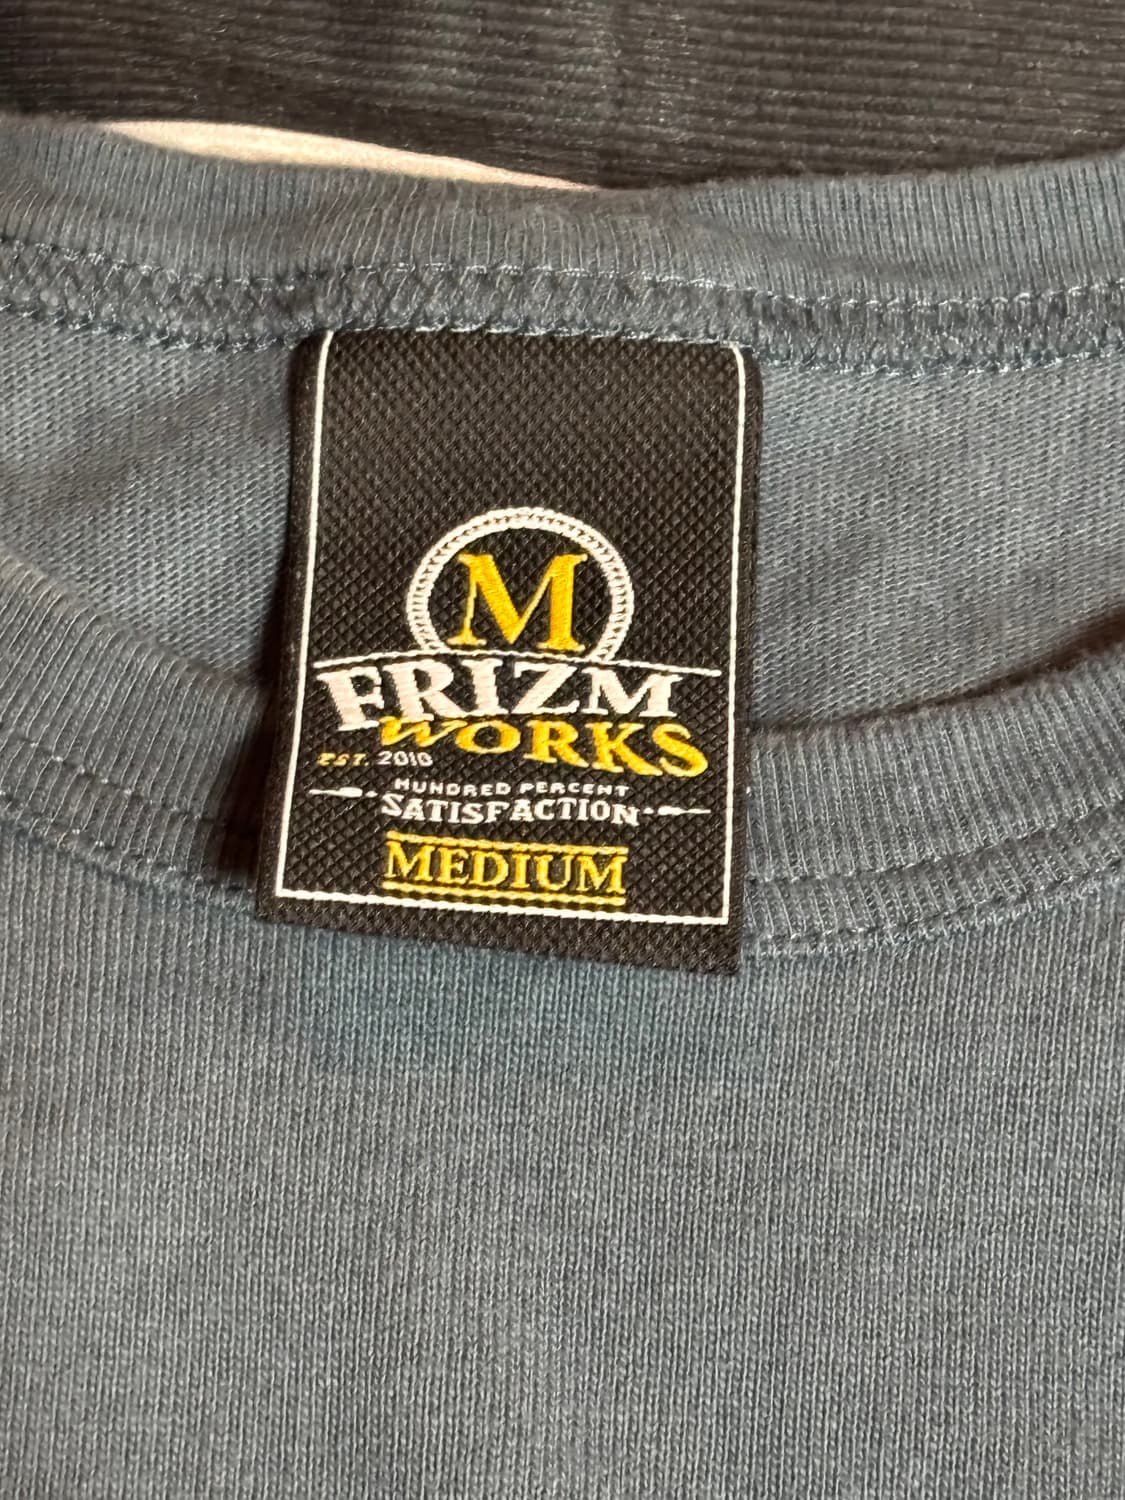 M
FRIZM
WORKS
EST. 2010
HUNDRED PERCENT
SATISFACTION
MEDIUM